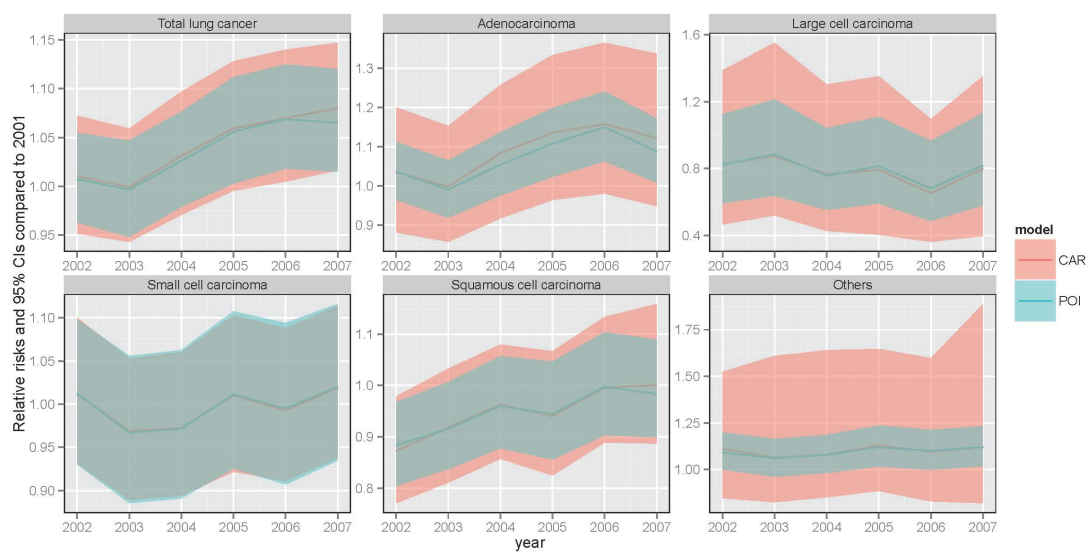 Total lung cancer
Adenocarcinoma
Large cell carcinoma
1.15
1.10
1.05
1.00
0.95
1.3
1.2
1.1
1.0
0.9
1.6
1.2
0.8
0.4
2002 2003 2004 2005 2006 2007
2002 2003 2004 2005 2006 2007
2002 2003 2004 2005 2006 2007
Small cell carcinoma
Squamous cell carcinoma
Others
1.10
1.05
1.00
0.95
0.90
1.1
1.0
0.9
0.8
1.75
1.50
1.25
1.00
2002 2003 2004 2005 2006 2007
2002 2003 2004 2005 2006 2007
2002 2003 2004 2005 2006 2007
Relative risks and 95% CIs compared to 2001
year
model
CAR
POI